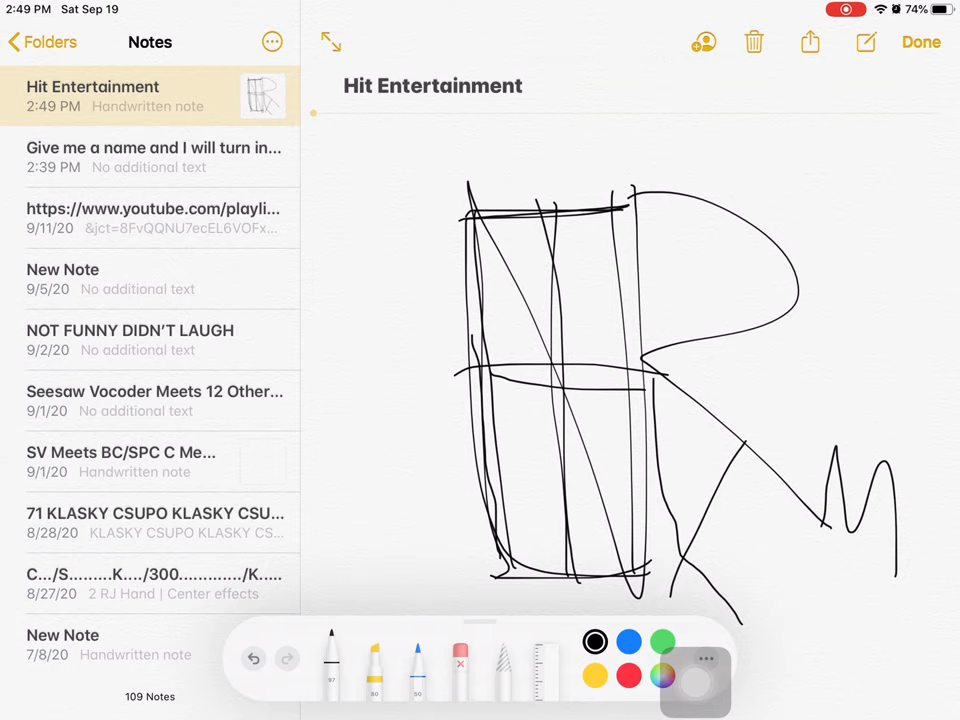 2:49 PM Sat Sep 19
74%
Folders
Notes
Done
Hit Entertainment
2:49 PM Handwritten note
Give me a name and I will turn in...
2:39 PM No additional text
https://www.youtube.com/playli...
9/11/20 &jct=8FvQQNU7ecEL6VOFx...
New Note
9/5/20 No additional text
NOT FUNNY DIDN'T LAUGH
9/2/20 No additional text
Seesaw Vocoder Meets 12 Other...
9/1/20 No additional text
SV Meets BC/SPC C Me...
9/1/20 Handwritten note
71 KLASKY CSUPO KLASKY CSU...
8/28/20 KLASKY CSUPO KLASKY CS...
C.../S.........K..../300............./K.....
8/27/20 2 RJ Hand | Center effects
New Note
7/8/20 Handwritten note
109 Notes
Hit Entertainment
97
80
50